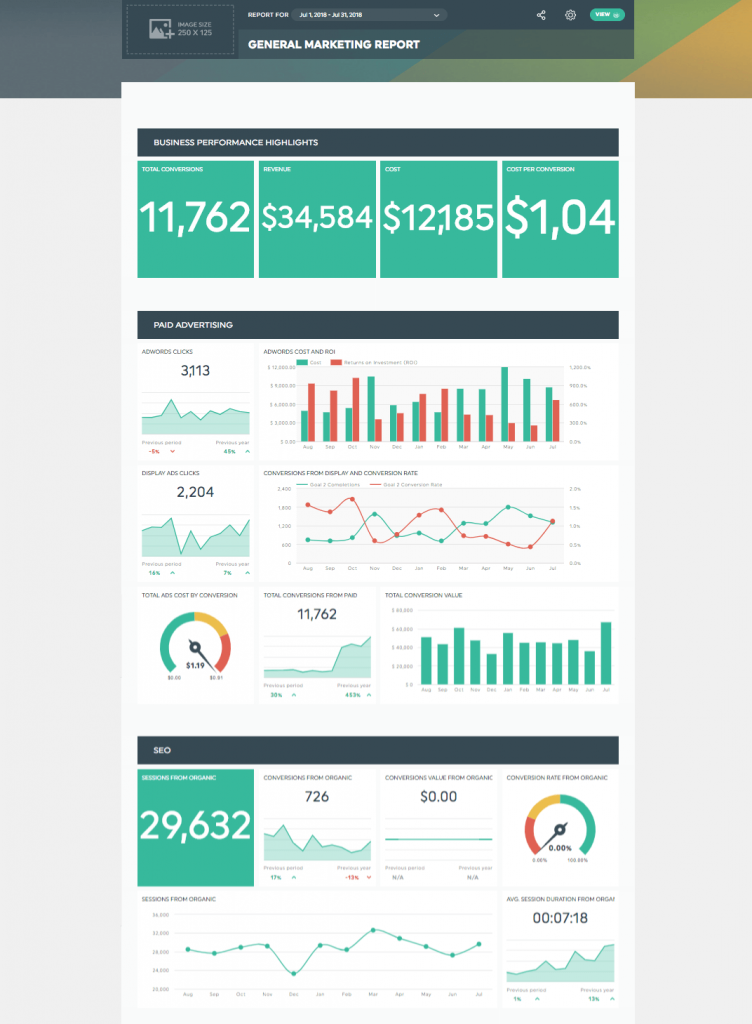 IMAGE SIZE
250 X 125
REPORT FOR
Jul 1, 2018 - Jul 31, 2018
VIEW
GENERAL MARKETING REPORT
BUSINESS PERFORMANCE HIGHLIGHTS
TOTAL CONVERSIONS
11,762
REVENUE
$34,584
COST
$12,185
COST PER CONVERSION
$1,04
PAID ADVERTISING
ADWORDS CLICKS
3,113
Previous period
-5%
Previous year
45%
ADWORDS COST AND ROI
Cost
Returns on Investment (ROI)
$ 12,000.00
$ 9,000.00
$ 6,000.00
$ 3,000.00
$ 0.00
1,200.0%
900.0%
600.0%
300.0%
0.0%
Aug Sep Oct Nov Dec Jan Feb Mar Apr May Jun Jul
DISPLAY ADS CLICKS
2,204
Previous period
16%
Previous year
7%
CONVERSIONS FROM DISPLAY AND CONVERSION RATE
Goal 2 Completions
Goal 2 Conversion Rate
2,400
1,800
1,200
600
0
2.0%
1.5%
1.0%
0.5%
0.0%
Aug Sep Oct Nov Dec Jan Feb Mar Apr May Jun Jul
TOTAL ADS COST BY CONVERSION
$1.19
$0.00
TOTAL CONVERSIONS FROM PAID
11,762
Previous period
30%
Previous year
453%
TOTAL CONVERSION VALUE
$ 80,000
$ 60,000
$ 40,000
$ 20,000
$ 0
Aug Sep Oct Nov Dec Jan Feb Mar Apr May Jun Jul
SEO
SESSIONS FROM ORGANIC
29,632
CONVERSIONS FROM ORGANIC
726
Previous period
17%
Previous year
-13%
CONVERSIONS VALUE FROM ORGANIC
$0.00
Previous period
N/A
Previous year
N/A
CONVERSION RATE FROM ORGANIC
0.00%
0.00%
100.00%
SESSIONS FROM ORGANIC
36,000
32,000
28,000
24,000
20,000
Aug Sep Oct Nov Dec Jan Feb Mar Apr May Jun Jul
AVG. SESSION DURATION FROM ORGA
00:07:18
Previous period
1%
Previous year
13%